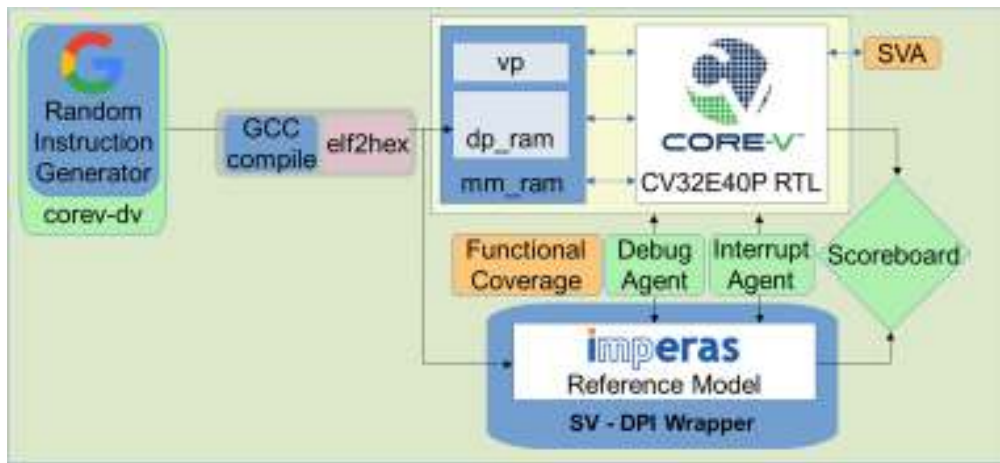 Random
Instruction
Generator
corev-dv
GCC
compile
elf2hex
vp
dp_ram
mm_ram
CORE-V™
CV32E40P RTL
SVA
Functional
Coverage
Debug
Agent
Interrupt
Agent
Scoreboard
imperas
Reference Model
SV - DPI Wrapper